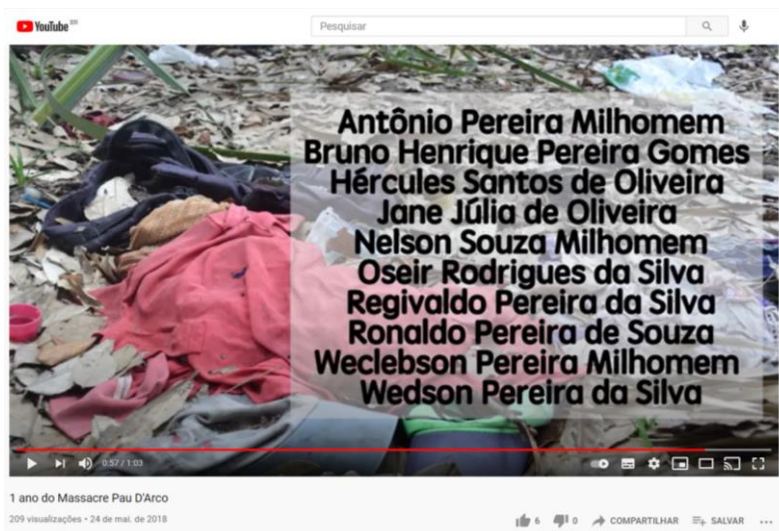 YouTube BR
Pesquisar
Antônio Pereira Milhomem
Bruno Henrique Pereira Gomes
Hércules Santos de Oliveira
Jane Júlia de Oliveira
Nelson Souza Milhomem
Oseir Rodrigues da Silva
Regivaldo Pereira da Silva
Ronaldo Pereira de Souza
Weclebson Pereira Milhomem
Wedson Pereira da Silva
0:57 / 1:03
1 ano do Massacre Pau D'Arco
209 visualizações • 24 de mai. de 2018
6 0 COMPARTILHAR SALVAR